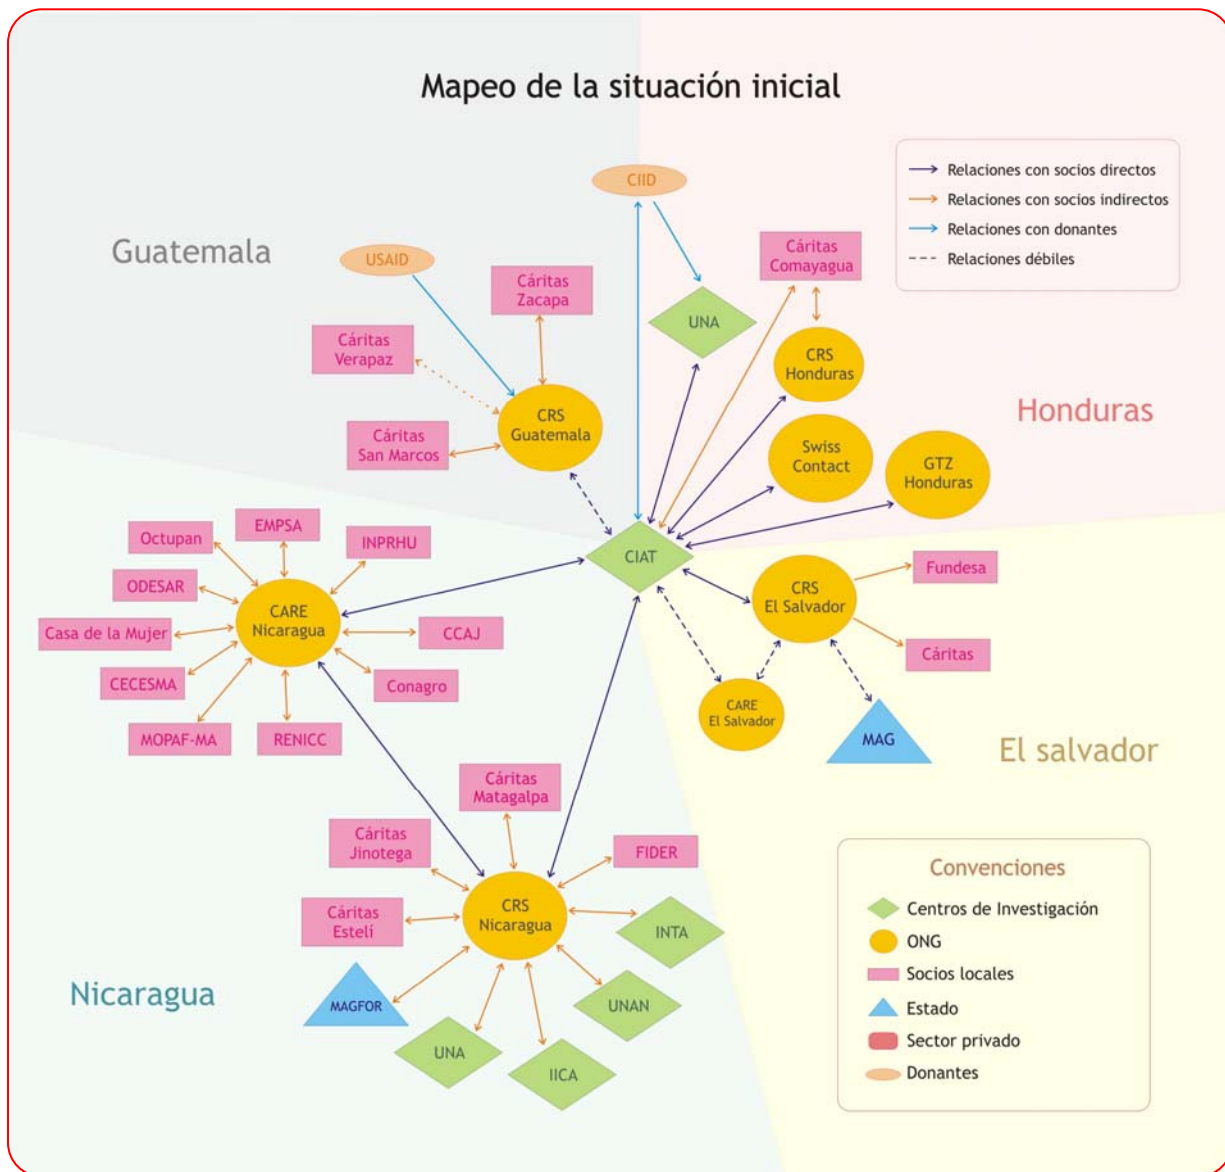 Mapeo de la situación inicial
Relaciones con socios directos
Relaciones con socios indirectos
Relaciones con donantes
Relaciones débiles
Guatemala
CIID
USAID
Cáritas
Zacapa
Cáritas
Verapaz
CRS
Guatemala
Cáritas
San Marcos
Cáritas
Comayagua
UNA
CRS
Honduras
Honduras
Swiss
Contact
GTZ
Honduras
CIAT
EMPSA
Octupan
INPRHU
ODESAR
CARE
Nicaragua
Casa de la Mujer
CCAJ
CECESMA
Conagro
MOPAF-MA
RENICC
CRS
El Salvador
Fundesa
Cáritas
CARE
El Salvador
MAG
El salvador
Cáritas
Matagalpa
Cáritas
Jinotega
FIDER
Cáritas
Estelí
CRS
Nicaragua
INTA
Nicaragua
MAGFOR
UNAN
UNA
IICA
Convenciones
Centros de Investigación
ONG
Socios locales
Estado
Sector privado
Donantes